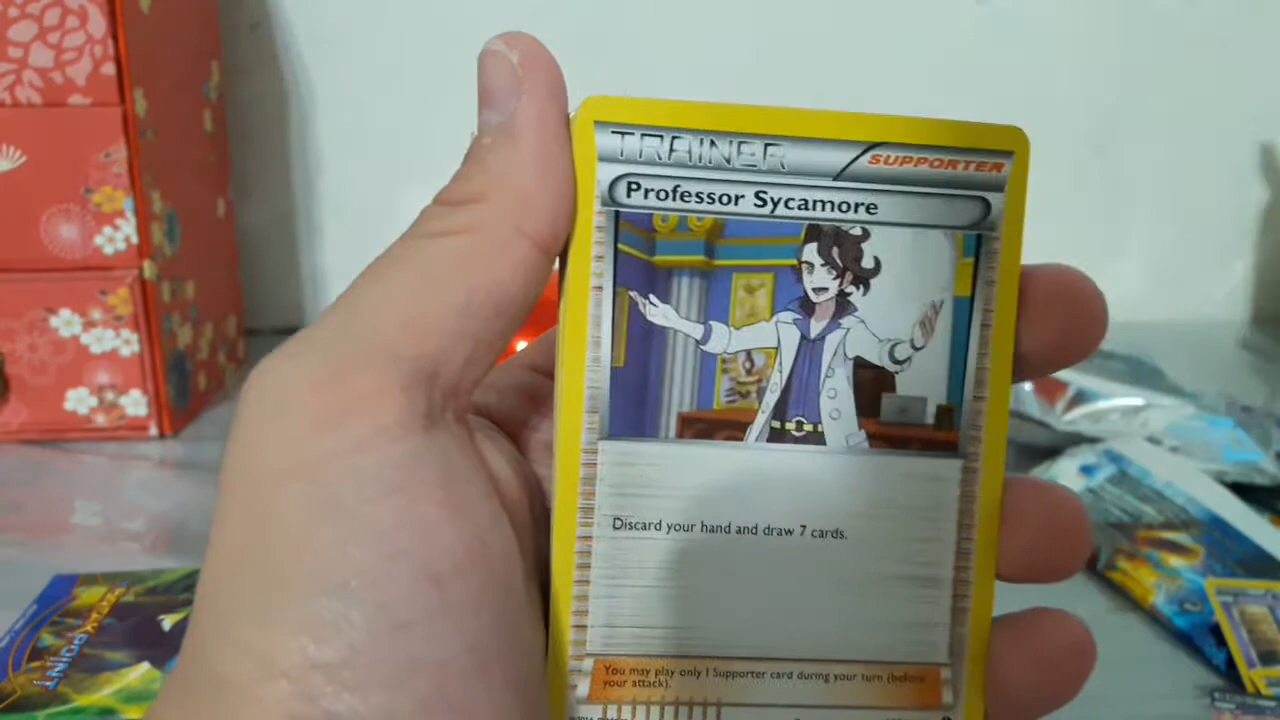 TRAINER
SUPPORTER
Professor Sycamore
Discard your hand and draw 7 cards.
You may play only 1 Supporter card during your turn (before
your attack).